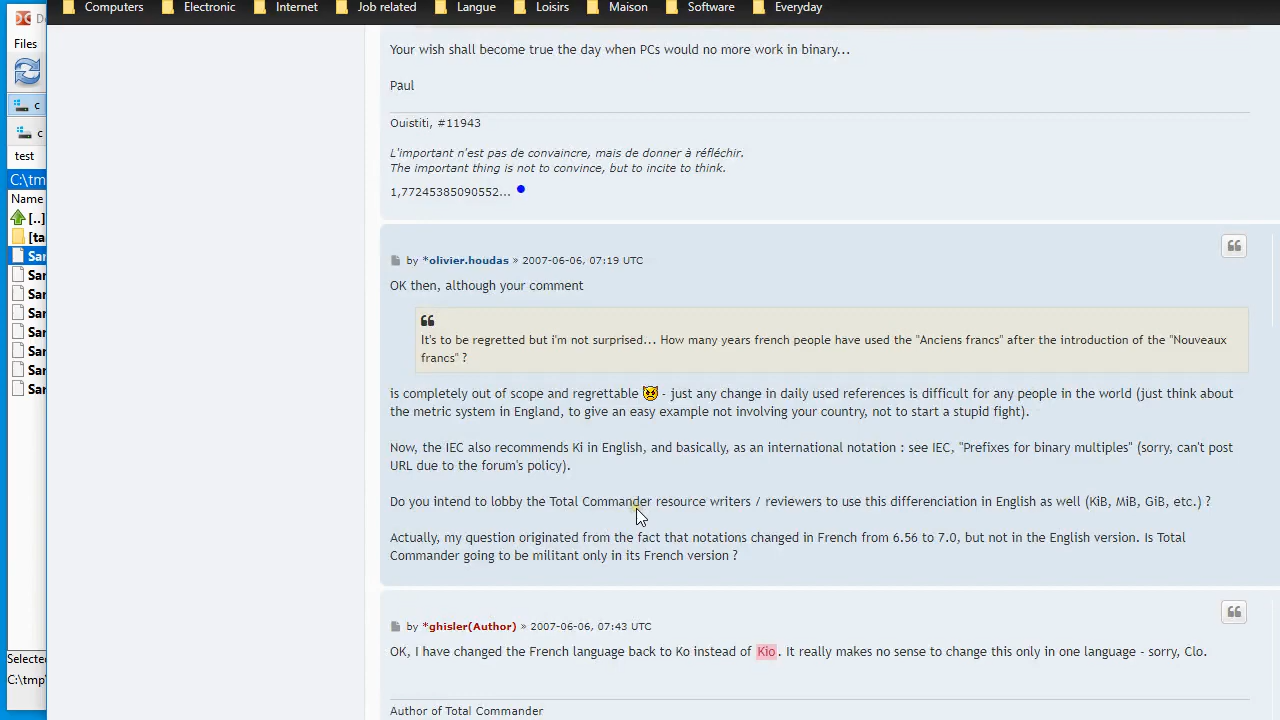 Computers
Electronic
Internet
Job related
Langue
Loisirs
Maison
Software
Everyday
Files
c
c
test
C:\tm
Name
[..]
[ta
Sar
Sar
Sar
Sar
Sar
Sar
Sar
Sar
Selected
C:\tmp\
Your wish shall become true the day when PCs would no more work in binary...
Paul
Ouistiti, #11943
L'important n'est pas de convaincre, mais de donner à réfléchir.
The important thing is not to convince, but to incite to think.
1,77245385090552...
by *olivier.houdas » 2007-06-06, 07:19 UTC
OK then, although your comment
It's to be regretted but i'm not surprised... How many years french people have used the "Anciens francs" after the introduction of the "Nouveaux
francs" ?
is completely out of scope and regrettable - just any change in daily used references is difficult for any people in the world (just think about
the metric system in England, to give an easy example not involving your country, not to start a stupid fight).
Now, the IEC also recommends Ki in English, and basically, as an international notation : see IEC, "Prefixes for binary multiples" (sorry, can't post
URL due to the forum's policy).
Do you intend to lobby the Total Commander resource writers / reviewers to use this differenciation in English as well (KiB, MiB, GiB, etc.) ?
Actually, my question originated from the fact that notations changed in French from 6.56 to 7.0, but not in the English version. Is Total
Commander going to be militant only in its French version ?
by *ghisler(Author) » 2007-06-06, 07:43 UTC
OK, I have changed the French language back to Ko instead of Kio. It really makes no sense to change this only in one language - sorry, Clo.
Author of Total Commander